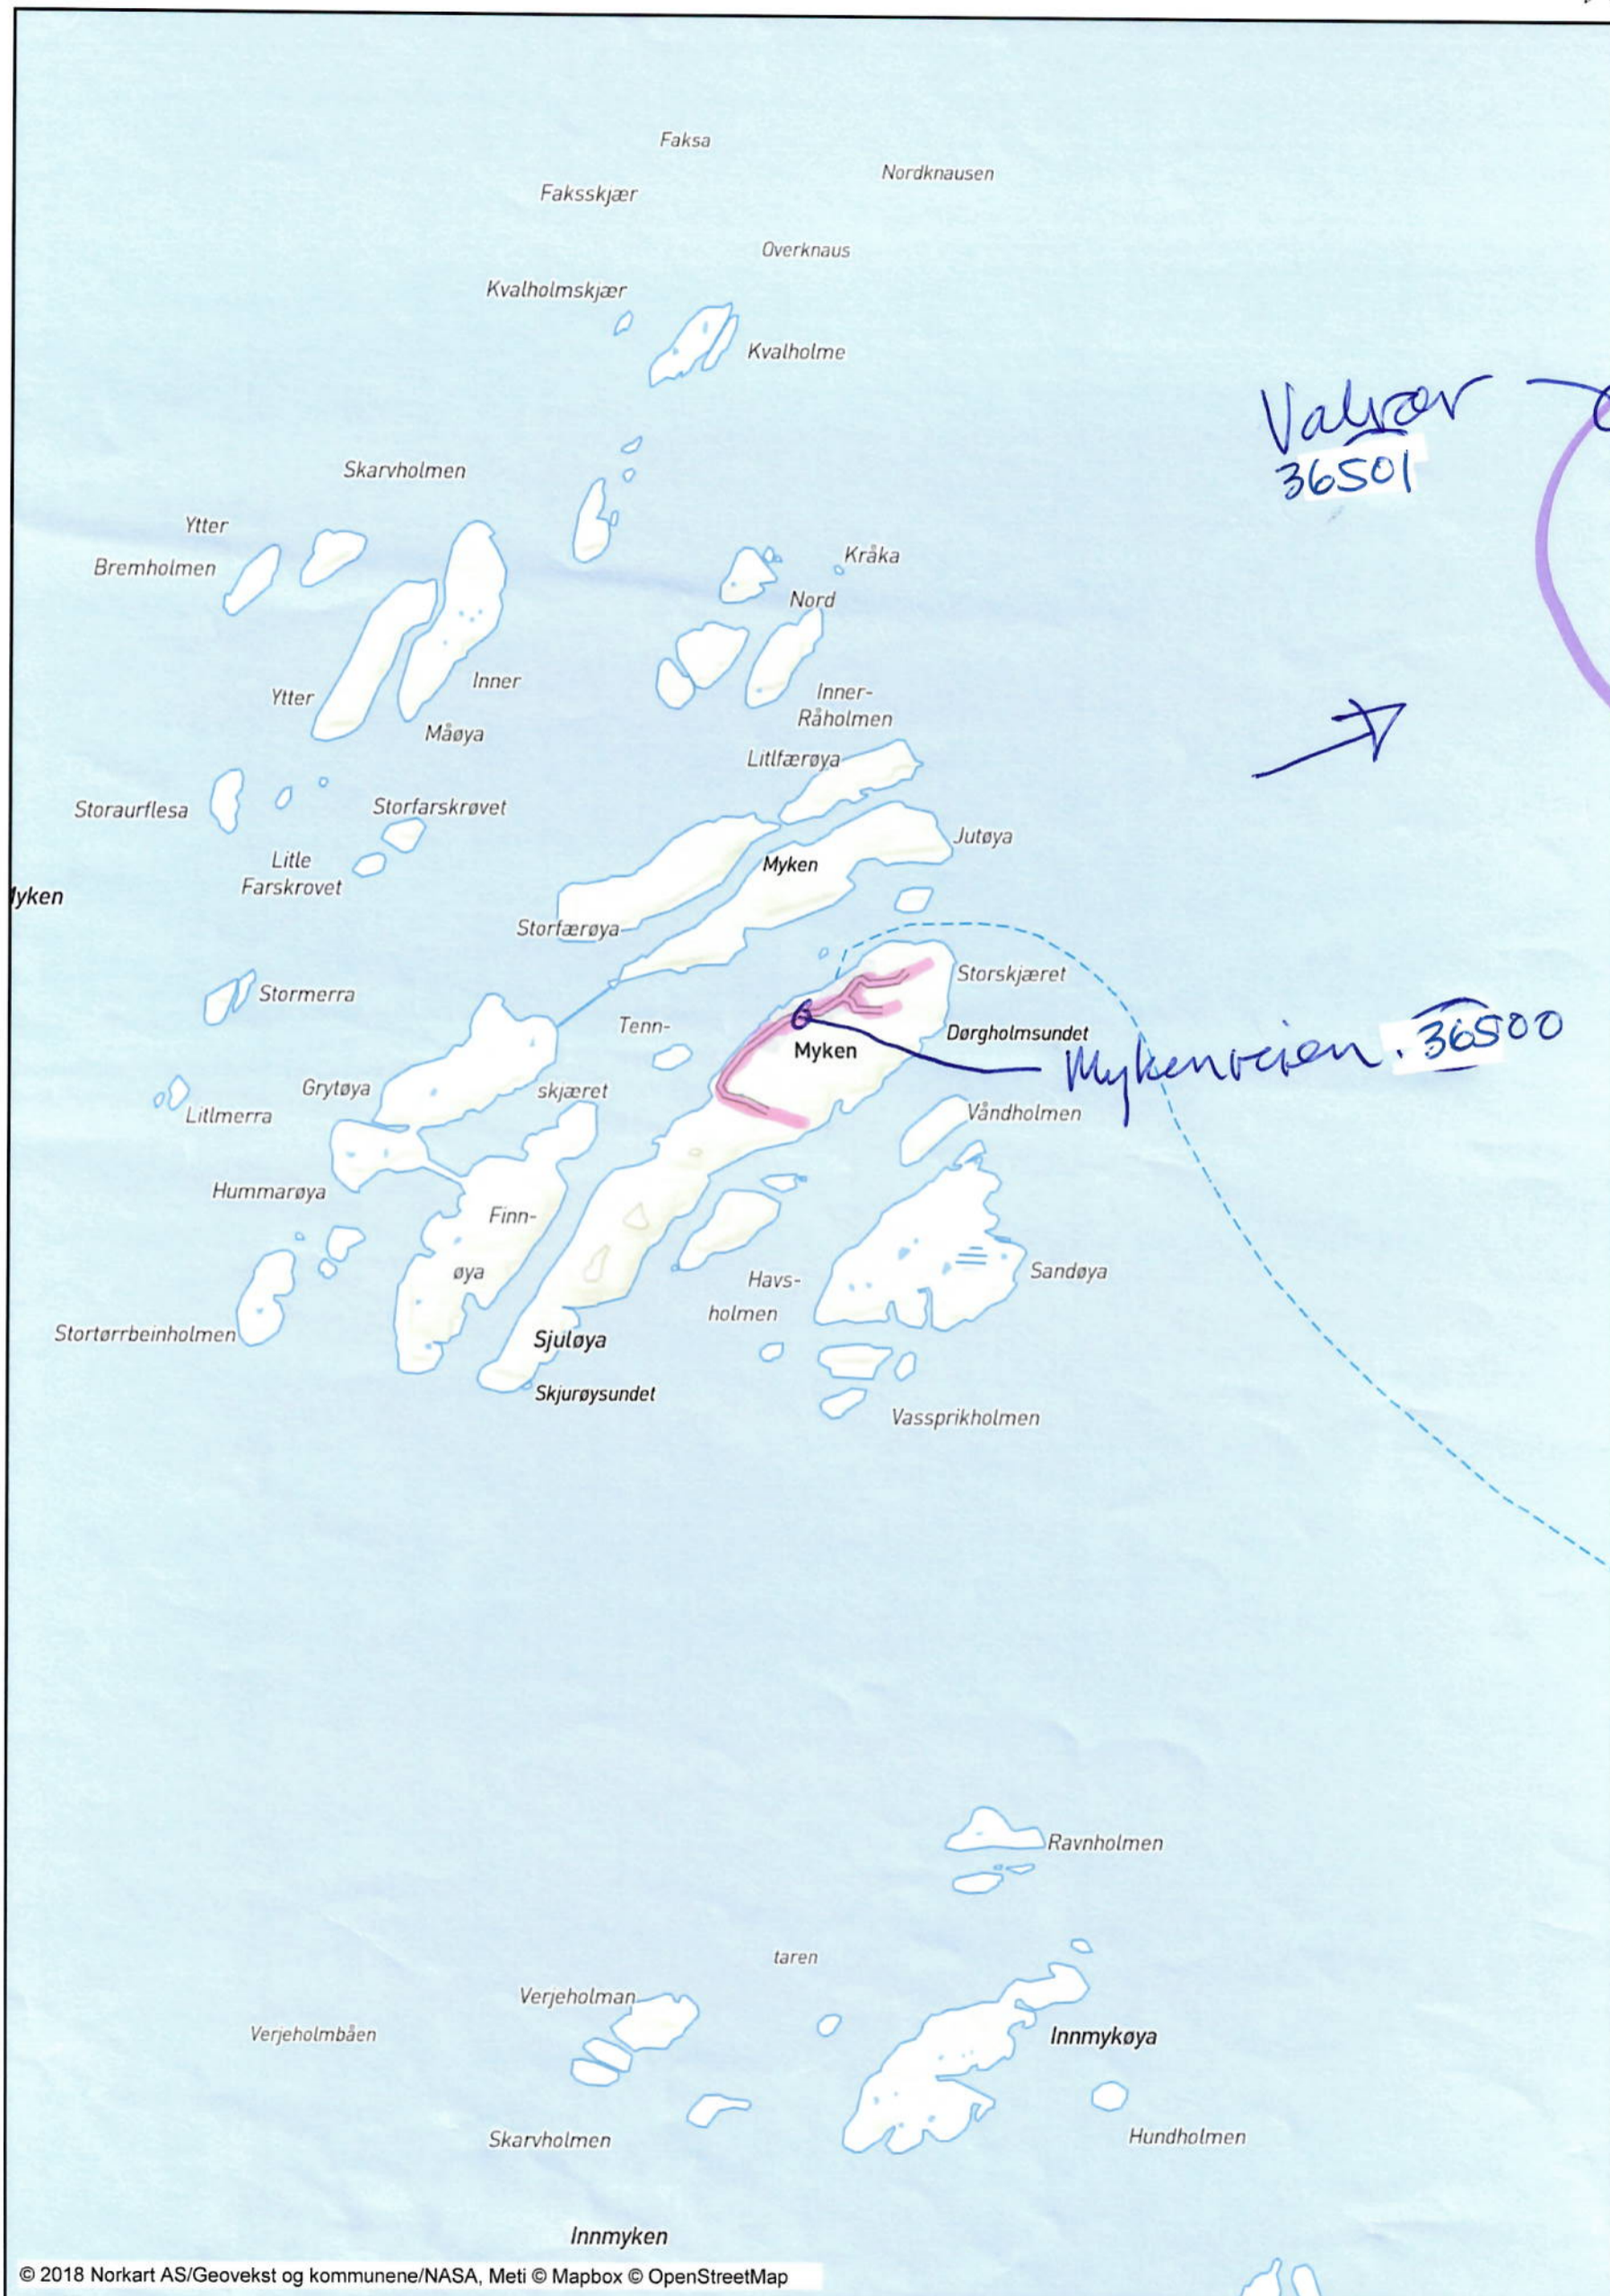 Faksa
Nordknausen
Faksskjær
Overknaus
Kvalholmskjær
Kvalholme
Valvær
36501
Skarvholmen
Ytter
Bremholmen
Kråka
Nord
Inner
Ytter
Inner-
Råholmen
Måøya
Litlfærøya
Storaurflesa
Storfarskrøvet
Jutøya
Litle
Farskrovet
Myken
Myken
Storfærøya
Storskjæret
Stormerra
Tenn-
Dørgholmsundet
Myken
Mykenveien. 36500
Grytøya
skjæret
Litlmerra
Våndholmen
Hummarøya
Finn-
øya
Havs-
holmen
Sandøya
Stortørrbeinholmen
Sjuløya
Skjurøysundet
Vassprikholmen
Ravnholmen
taren
Verjeholman
Verjeholmbåen
Innmykøya
Skarvholmen
Hundholmen
Innmyken
© 2018 Norkart AS/Geovekst og kommunene/NASA, Meti © Mapbox © OpenStreetMap